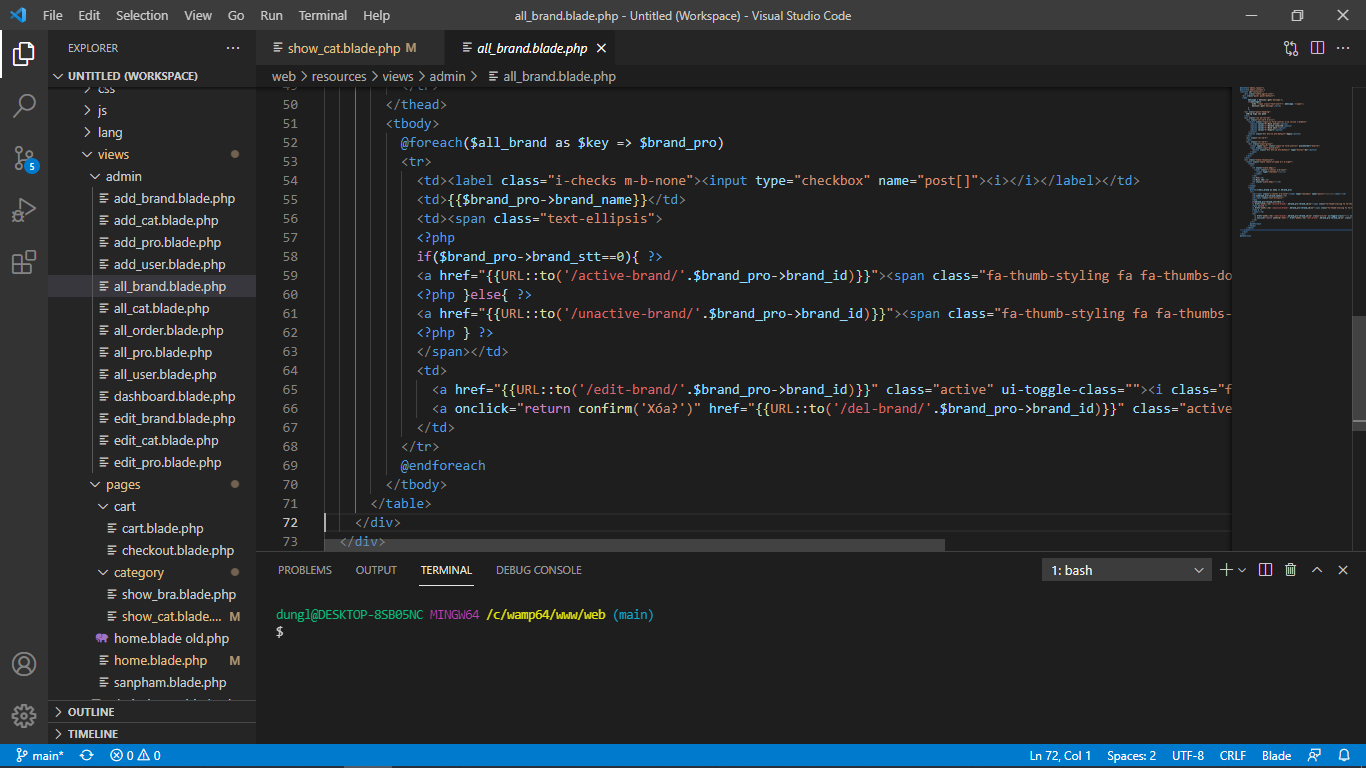 File Edit Selection View Go Run Terminal Help all_brand.blade.php - Untitled (Workspace) - Visual Studio Code
EXPLORER
UNTITLED (WORKSPACE)
css
js
lang
views
admin
add_brand.blade.php
add_cat.blade.php
add_pro.blade.php
add_user.blade.php
all_brand.blade.php
all_cat.blade.php
all_order.blade.php
all_pro.blade.php
all_user.blade.php
dashboard.blade.php
edit_brand.blade.php
edit_cat.blade.php
edit_pro.blade.php
pages
cart
cart.blade.php
checkout.blade.php
category
show_bra.blade.php
show_cat.blade.... M
home.blade old.php
home.blade.php M
sanpham.blade.php
OUTLINE
TIMELINE
5
show_cat.blade.php M all_brand.blade.php
web > resources > views > admin > all_brand.blade.php
49 </tr>
50 </thead>
51 <tbody>
52 @foreach($all_brand as $key => $brand_pro)
53 <tr>
54 <td><label class="i-checks m-b-none"><input type="checkbox" name="post[]"><i></i></label></td>
55 <td>{{$brand_pro->brand_name}}</td>
56 <td><span class="text-ellipsis">
57 <?php
58 if($brand_pro->brand_stt==0){ ?>
59 <a href="{{URL::to('/active-brand/'.$brand_pro->brand_id)}}"><span class="fa-thumb-styling fa fa-thumbs-do
60 <?php }else{ ?>
61 <a href="{{URL::to('/unactive-brand/'.$brand_pro->brand_id)}}"><span class="fa-thumb-styling fa fa-thumbs-
62 <?php } ?>
63 </span></td>
64 <td>
65 <a href="{{URL::to('/edit-brand/'.$brand_pro->brand_id)}}" class="active" ui-toggle-class=""><i class="f
66 <a onclick="return confirm('Xóa?')" href="{{URL::to('/del-brand/'.$brand_pro->brand_id)}}" class="active
67 </td>
68 </tr>
69 @endforeach
70 </tbody>
71 </table>
72 </div>
73 </div>
PROBLEMS OUTPUT TERMINAL DEBUG CONSOLE 1: bash
dungl@DESKTOP-8SB05NC MINGW64 /c/wamp64/www/web (main)
$
main* 0 0 Ln 72, Col 1 Spaces: 2 UTF-8 CRLF Blade